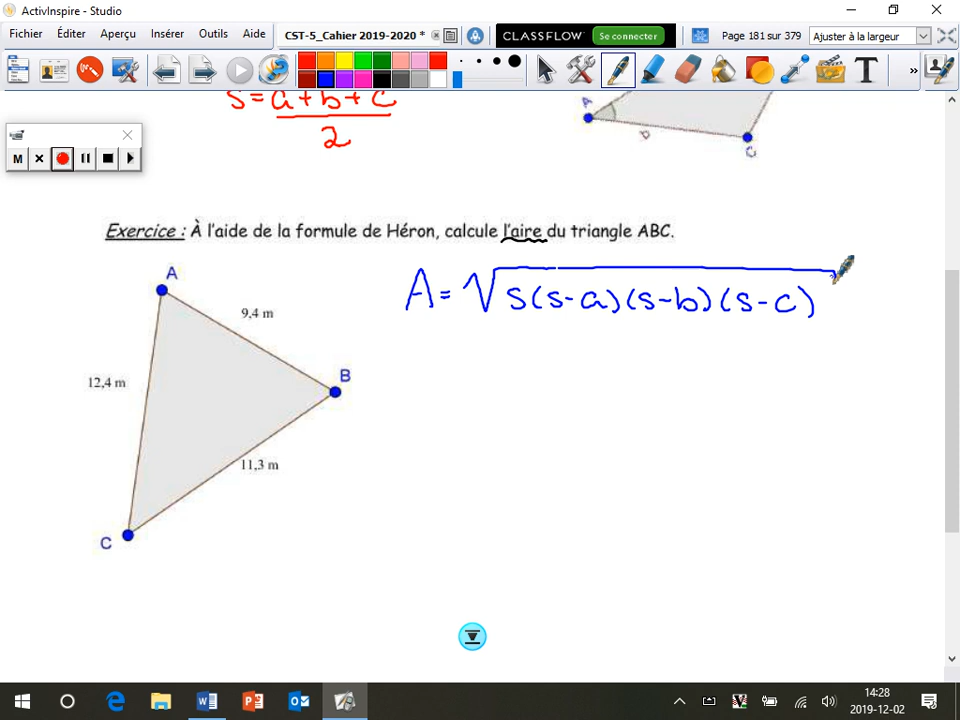 ActivInspire - Studio
Fichier Éditer Aperçu Insérer Outils Aide CST-5_Cahier 2019-2020 * CLASSFLOW Se connecter Page 181 sur 379 Ajuster à la largeur
T »
s = a + b + c
2
A
b
C
M
Exercice : À l'aide de la formule de Héron, calcule l'aire du triangle ABC.
A
A = √s(s-a)(s-b)(s-c)
9,4 m
B
12,4 m
11,3 m
C
14:28
2019-12-02